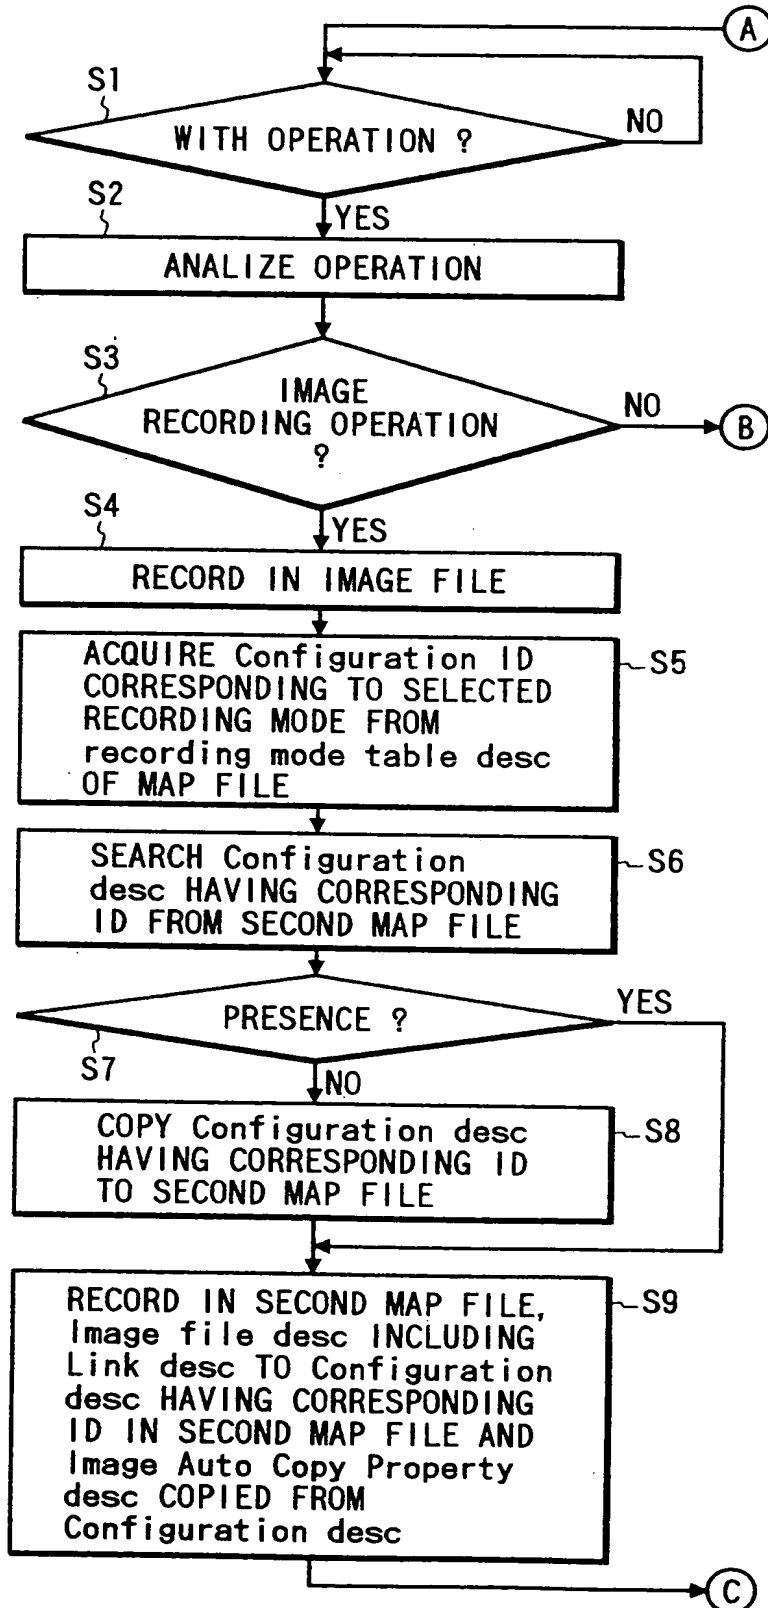 A
S1
WITH OPERATION ?
NO
YES
S2
ANALIZE OPERATION
S3
IMAGE
RECORDING OPERATION
?
NO
B
YES
S4
RECORD IN IMAGE FILE
S5
ACQUIRE Configuration ID
CORRESPONDING TO SELECTED
RECORDING MODE FROM
recording mode table desc
OF MAP FILE
S6
SEARCH Configuration
desc HAVING CORRESPONDING
ID FROM SECOND MAP FILE
PRESENCE ?
YES
S7
NO
S8
COPY Configuration desc
HAVING CORRESPONDING ID
TO SECOND MAP FILE
S9
RECORD IN SECOND MAP FILE,
Image file desc INCLUDING
Link desc TO Configuration
desc HAVING CORRESPONDING
ID IN SECOND MAP FILE AND
Image Auto Copy Property
desc COPIED FROM
Configuration desc
C